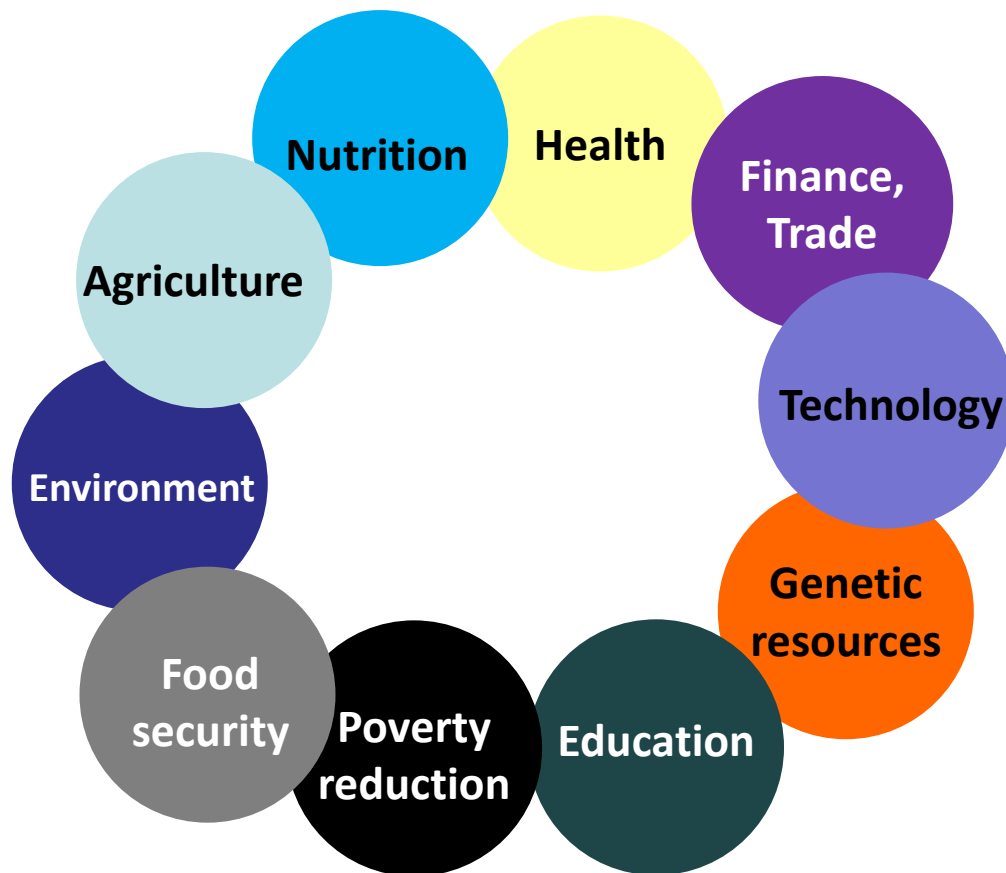 Nutrition
Health
Finance,
Trade
Technology
Genetic
resources
Education
Poverty
reduction
Food
security
Environment
Agriculture